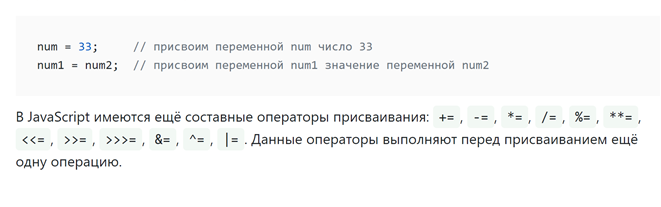 num = 33;     // присвоим переменной num число 33
num1 = num2;  // присвоим переменной num1 значение переменной num2
В JavaScript имеются ещё составные операторы присваивания: +=, -=, *=, /=, %=, **=,
<<=, >>=, >>>=, &=, ^=, |=. Данные операторы выполняют перед присваиванием ещё
одну операцию.